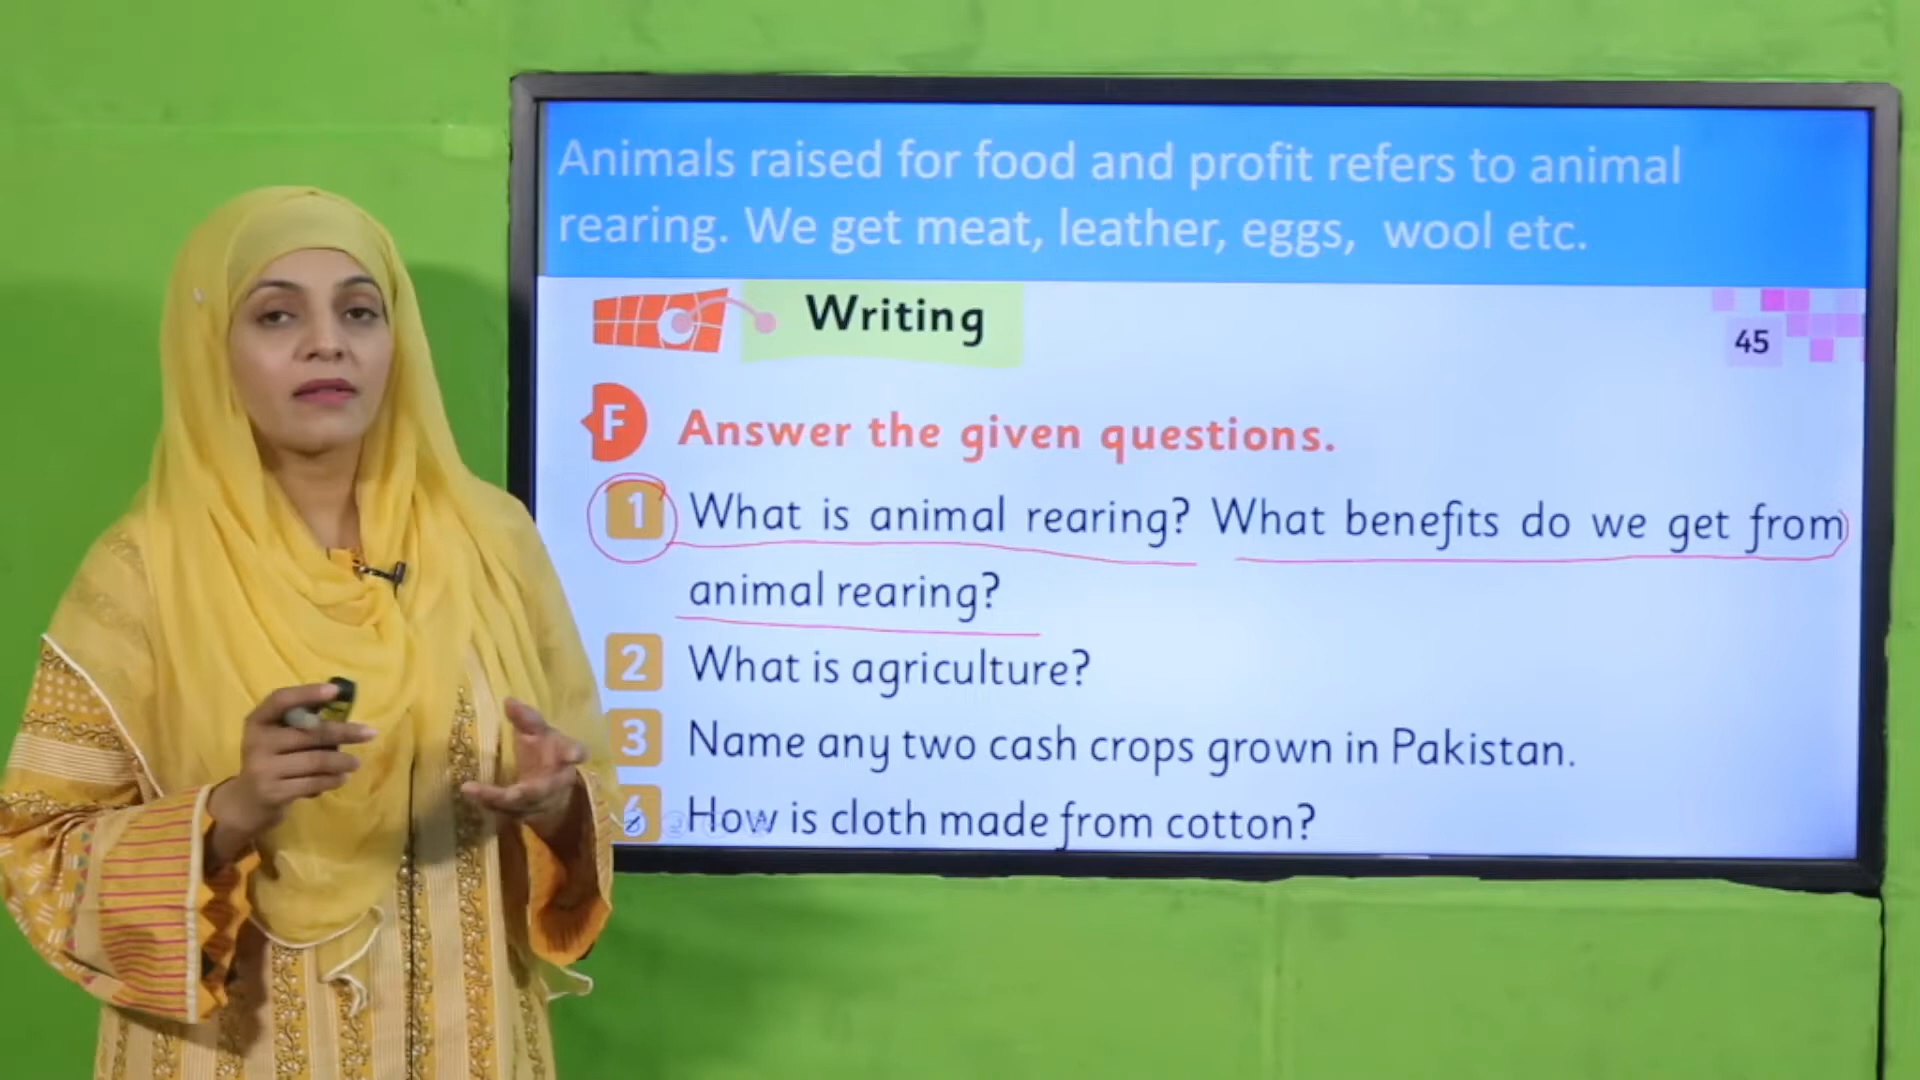 Animals raised for food and profit refers to animal
rearing. We get meat, leather, eggs, wool etc.
Writing
45
F Answer the given questions.
1 What is animal rearing? What benefits do we get from
animal rearing?
2 What is agriculture?
3 Name any two cash crops grown in Pakistan.
How is cloth made from cotton?